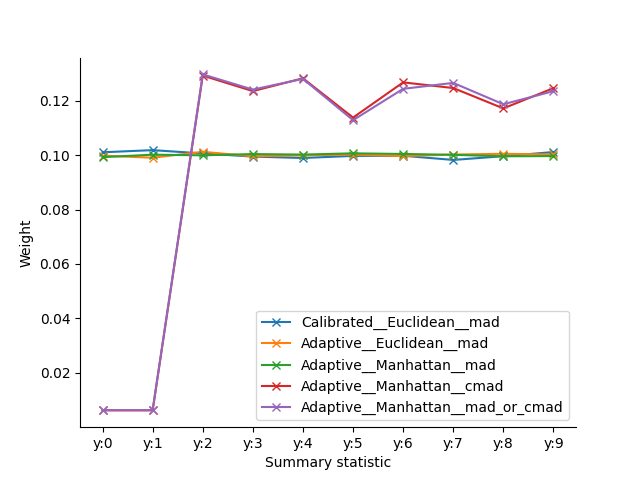 0.12
0.10
0.08
0.06
0.04
0.02
Weight
Calibrated__Euclidean__mad
Adaptive__Euclidean__mad
Adaptive__Manhattan__mad
Adaptive__Manhattan__cmad
Adaptive__Manhattan__mad_or_cmad
y:0 y:1 y:2 y:3 y:4 y:5 y:6 y:7 y:8 y:9
Summary statistic